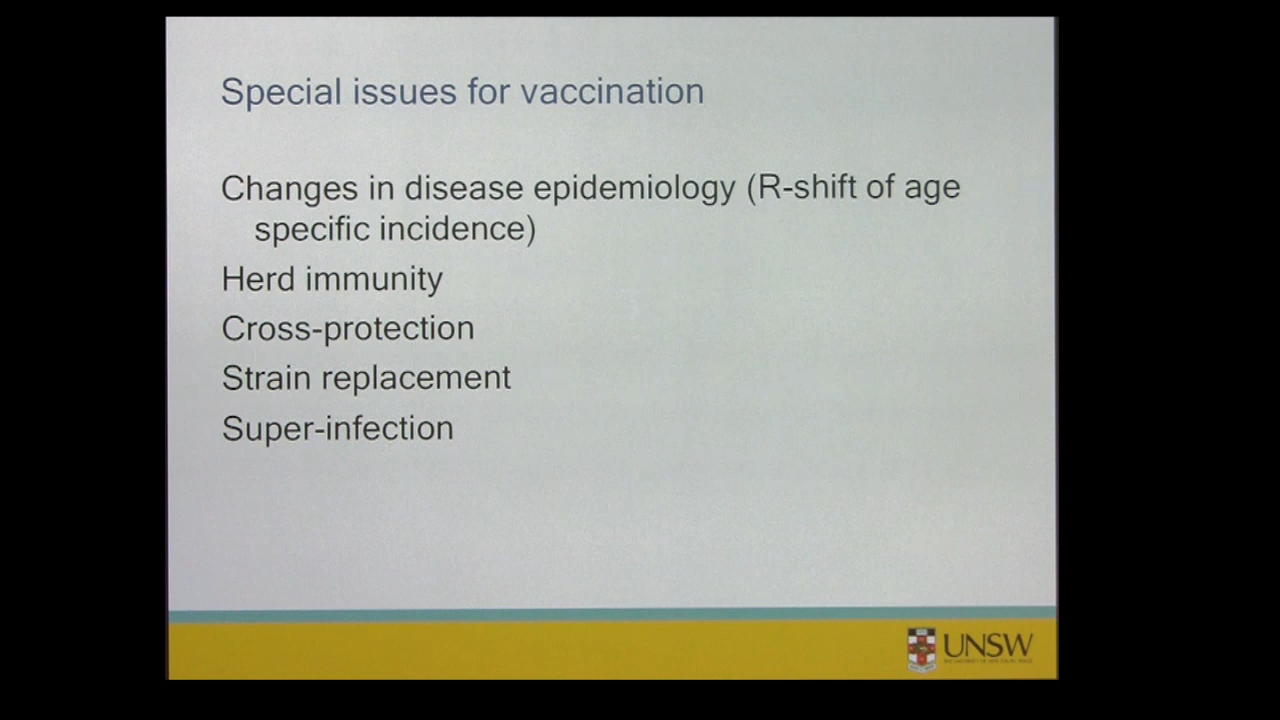 Special issues for vaccination
Changes in disease epidemiology (R-shift of age
specific incidence)
Herd immunity
Cross-protection
Strain replacement
Super-infection
UNSW